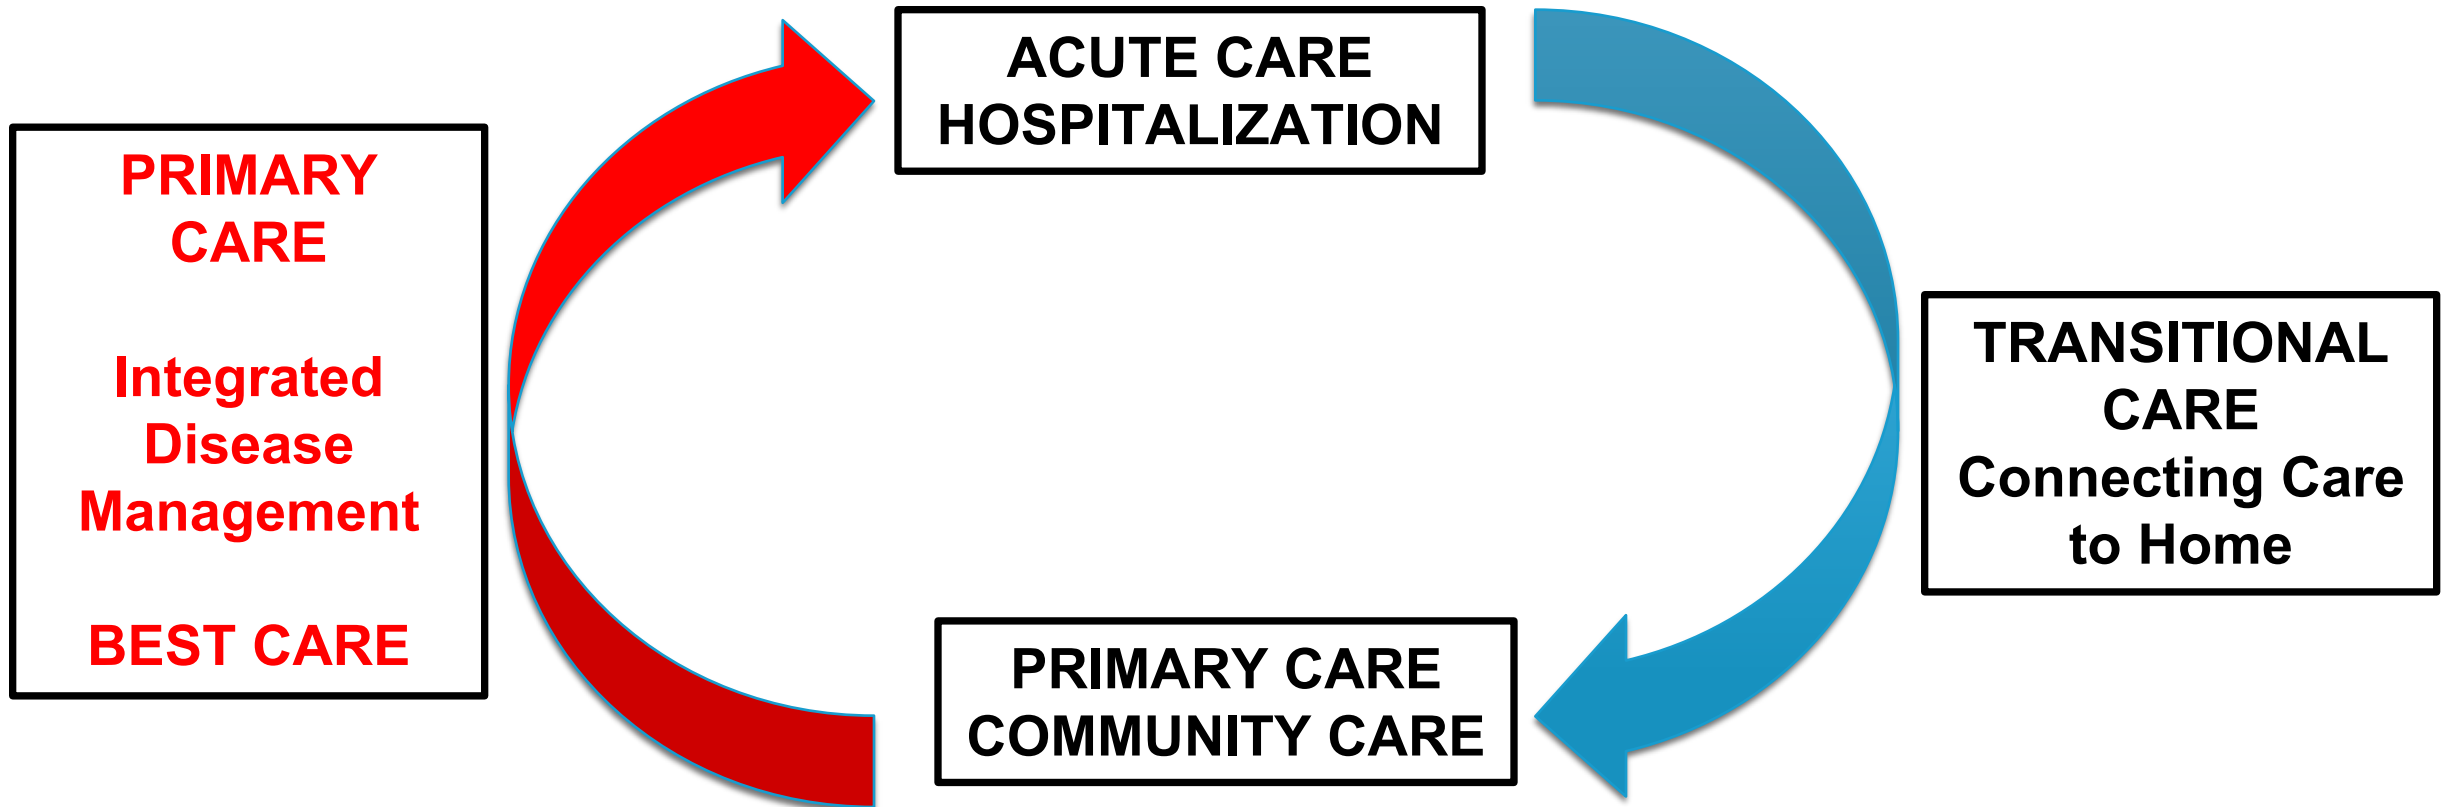 ACUTE CARE
HOSPITALIZATION
PRIMARY
CARE
Integrated
Disease
Management
BEST CARE
TRANSITIONAL
CARE
Connecting Care
to Home
PRIMARY CARE
COMMUNITY CARE